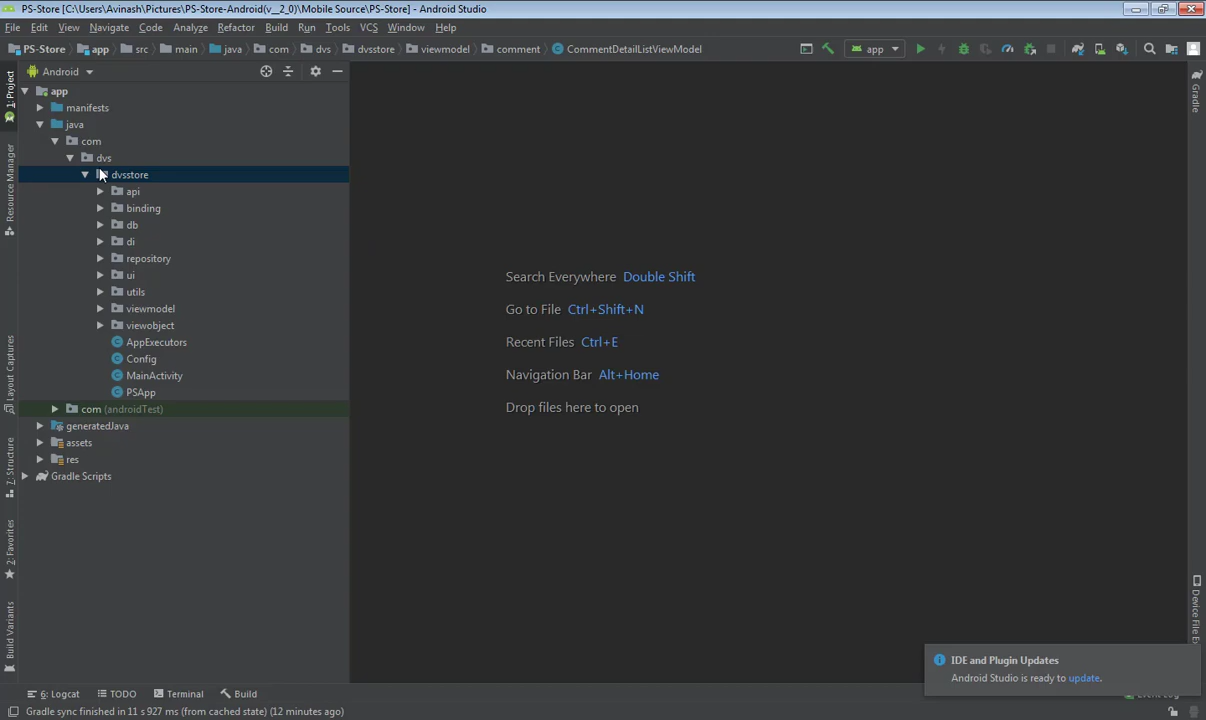 PS-Store [C:\Users\Avinash\Pictures\PS-Store-Android(v__2_0)\Mobile Source\PS-Store] - Android Studio
File Edit View Navigate Code Analyze Refactor Build Run Tools VCS Window Help
PS-Store app src main java com dvs dvsstore viewmodel comment CommentDetailListViewModel app
Android
1: Project
Resource Manager
Layout Captures
7: Structure
2: Favorites
Build Variants
app
manifests
java
com
dvs
dvsstore
api
binding
db
di
repository
ui
utils
viewmodel
viewobject
AppExecutors
Config
MainActivity
PSApp
com (androidTest)
generatedJava
assets
res
Gradle Scripts
Search Everywhere Double Shift
Go to File Ctrl+Shift+N
Recent Files Ctrl+E
Navigation Bar Alt+Home
Drop files here to open
Gradle
Device File Ex
IDE and Plugin Updates
Android Studio is ready to update.
6: Logcat TODO Terminal Build
Gradle sync finished in 11 s 927 ms (from cached state) (12 minutes ago)